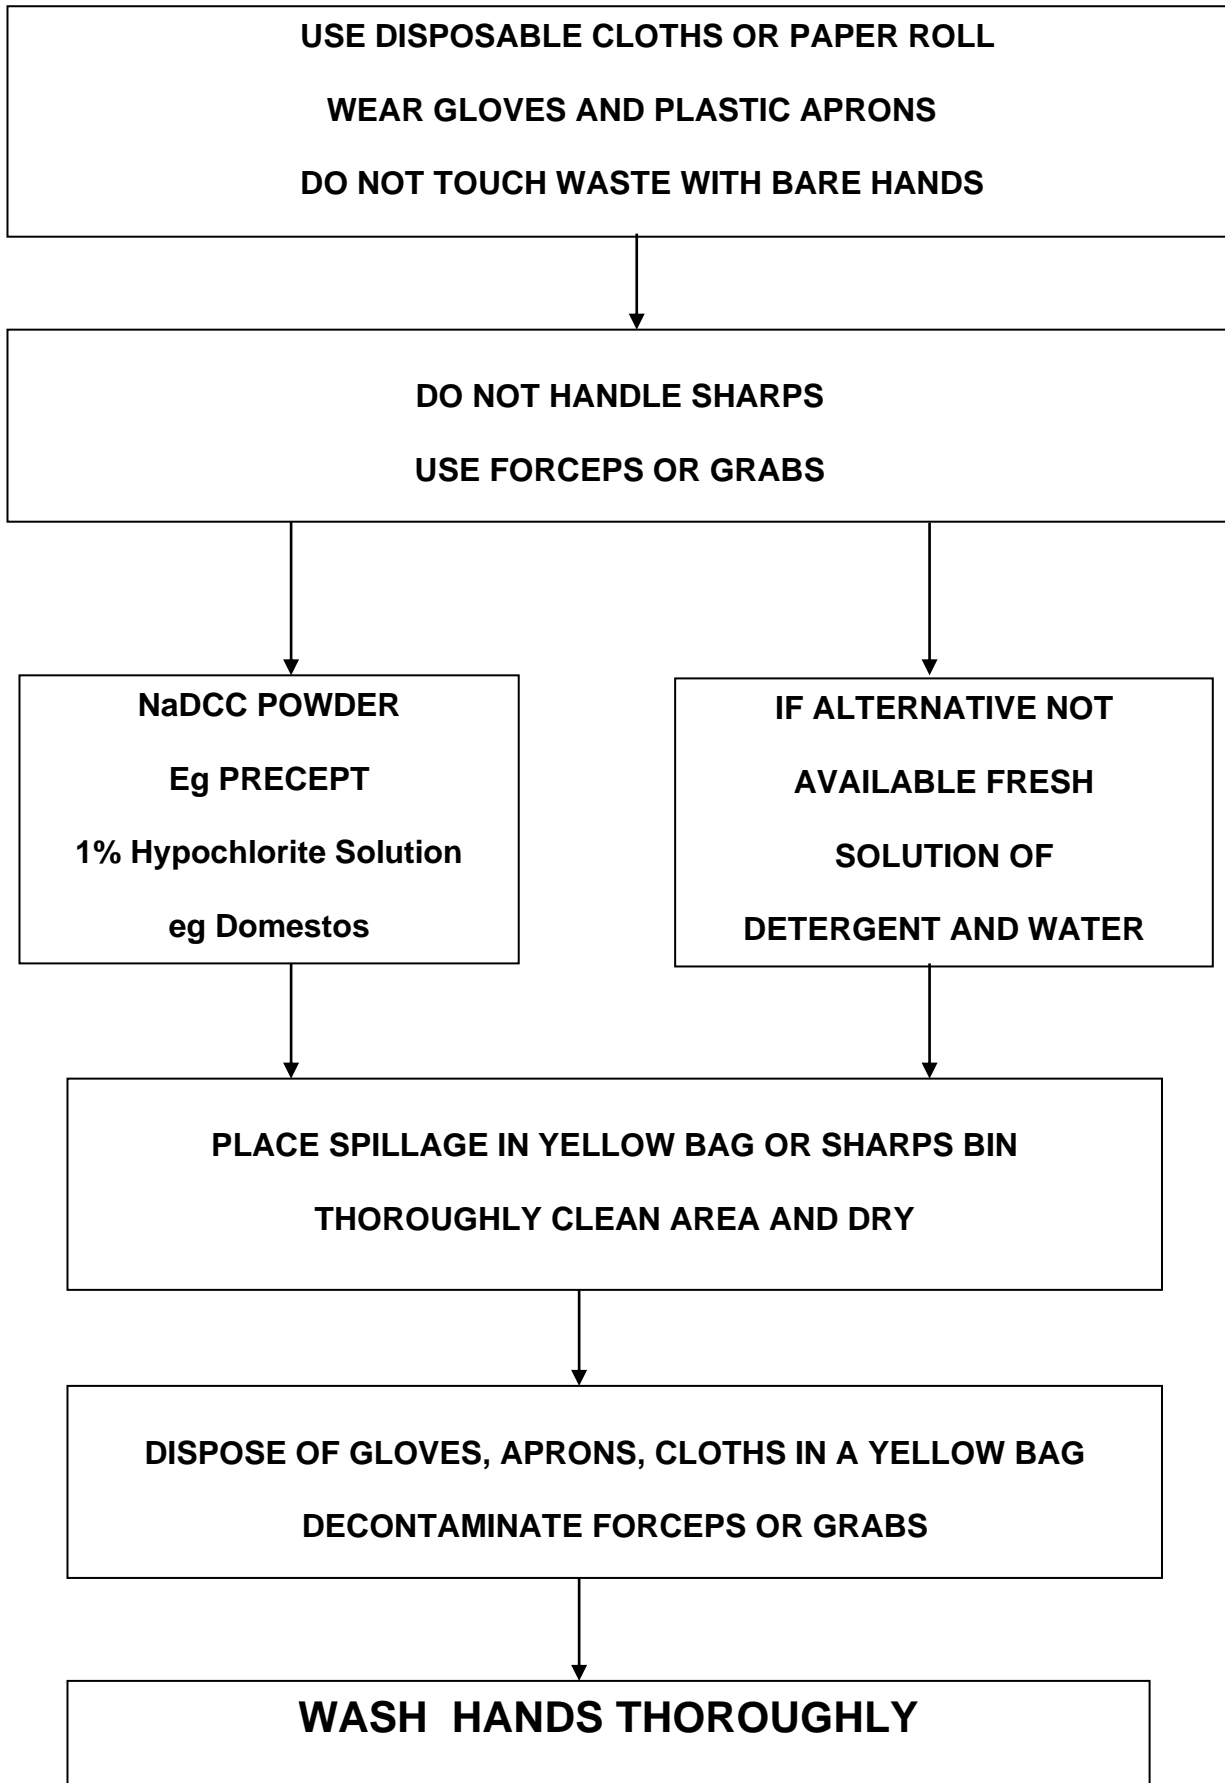 USE DISPOSABLE CLOTHS OR PAPER ROLL
WEAR GLOVES AND PLASTIC APRONS
DO NOT TOUCH WASTE WITH BARE HANDS
DO NOT HANDLE SHARPS
USE FORCEPS OR GRABS
NaDCC POWDER
Eg PRECEPT
1% Hypochlorite Solution
eg Domestos
IF ALTERNATIVE NOT
AVAILABLE FRESH
SOLUTION OF
DETERGENT AND WATER
PLACE SPILLAGE IN YELLOW BAG OR SHARPS BIN
THOROUGHLY CLEAN AREA AND DRY
DISPOSE OF GLOVES, APRONS, CLOTHS IN A YELLOW BAG
DECONTAMINATE FORCEPS OR GRABS
WASH  HANDS THOROUGHLY